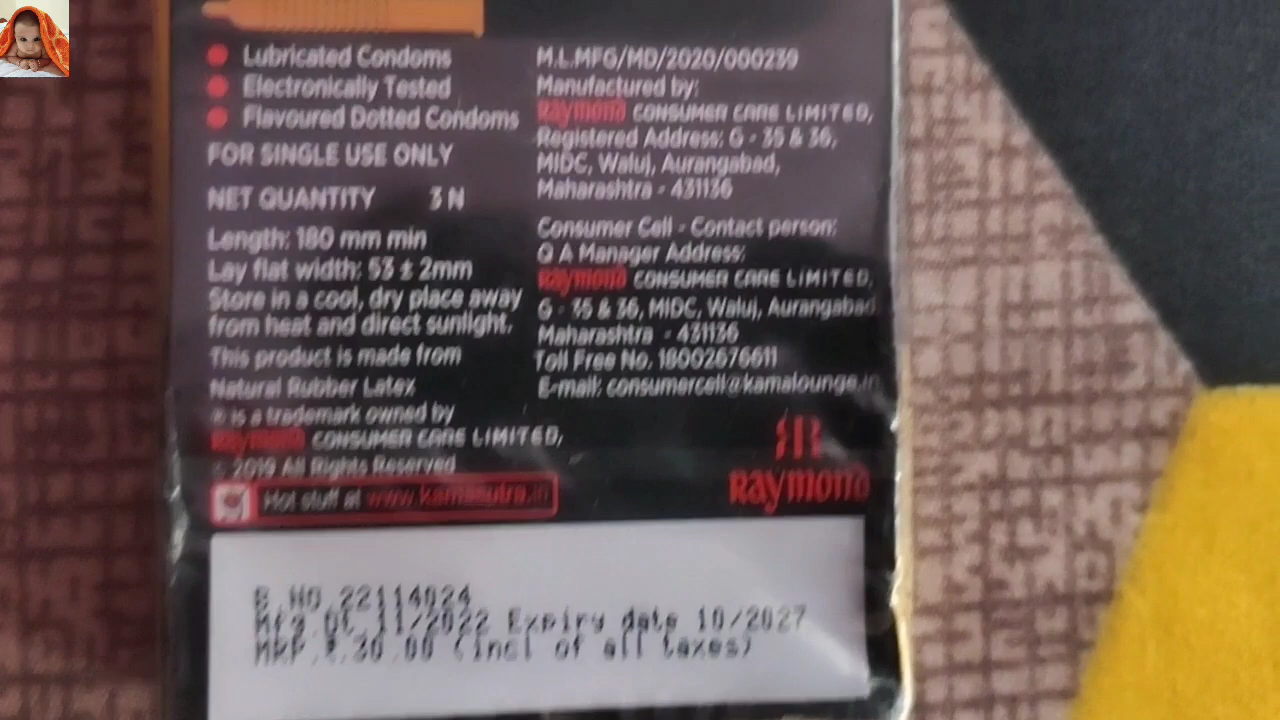 Lubricated Condoms
Electronically Tested
Flavoured Dotted Condoms
FOR SINGLE USE ONLY
NET QUANTITY 3 N
Length: 180 mm min
Lay flat width: 53 ± 2mm
Store in a cool, dry place away
from heat and direct sunlight.
This product is made from
Natural Rubber Latex
® is a trademark owned by
Raymond CONSUMER CARE LIMITED,
© 2019 All Rights Reserved
Hot stuff at www.kamasutra.in
M.L.MFG/MD/2020/000239
Manufactured by:
Raymond CONSUMER CARE LIMITED,
Registered Address: G - 35 & 36,
MIDC, Waluj, Aurangabad,
Maharashtra - 431136
Consumer Cell - Contact person:
Q A Manager Address:
Raymond CONSUMER CARE LIMITED,
G - 35 & 36, MIDC, Waluj, Aurangabad
Maharashtra - 431136
Toll Free No. 18002676611
E-mail: consumercell@kamalounge.in
R
Raymond
B.NO.22114024
Mfg Dt 11/2022 Expiry date 10/2027
MRP.₹.30.00 (incl of all taxes)